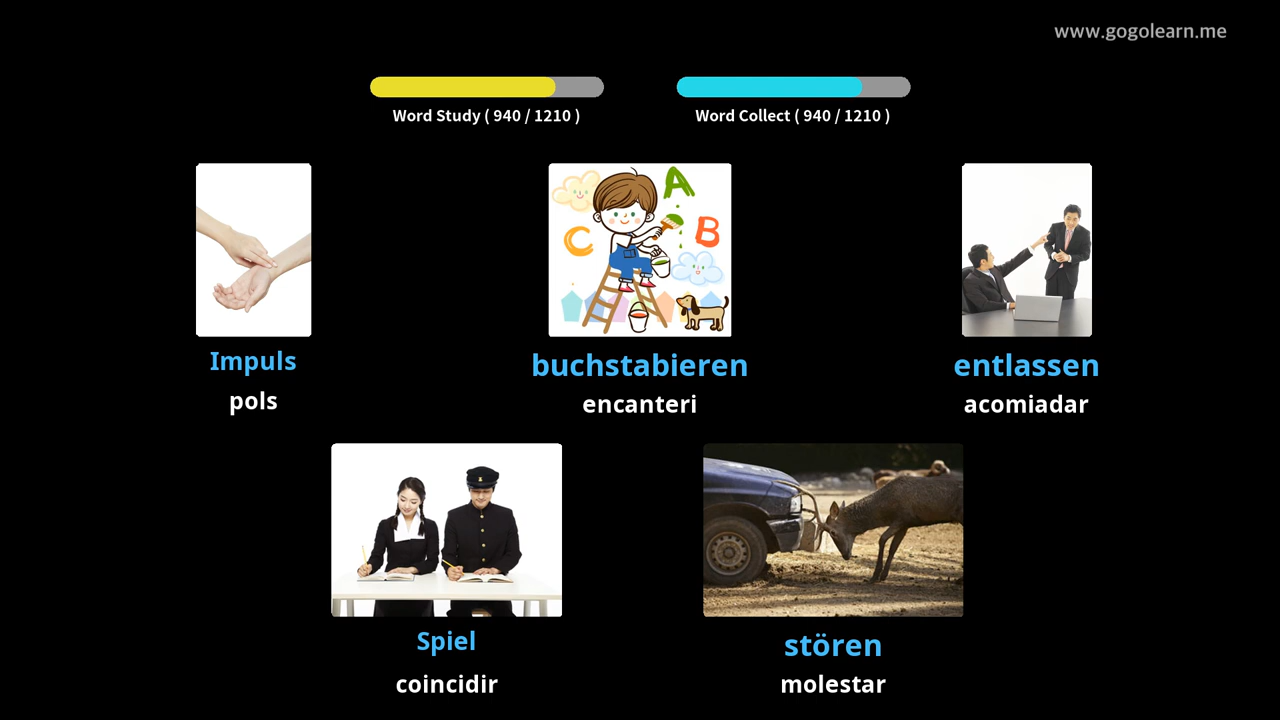 www.gogolearn.me
Word Study ( 940 / 1210 )
Word Collect ( 940 / 1210 )
A
B
C
Impuls
pols
buchstabieren
encanteri
entlassen
acomiadar
Spiel
coincidir
stören
molestar